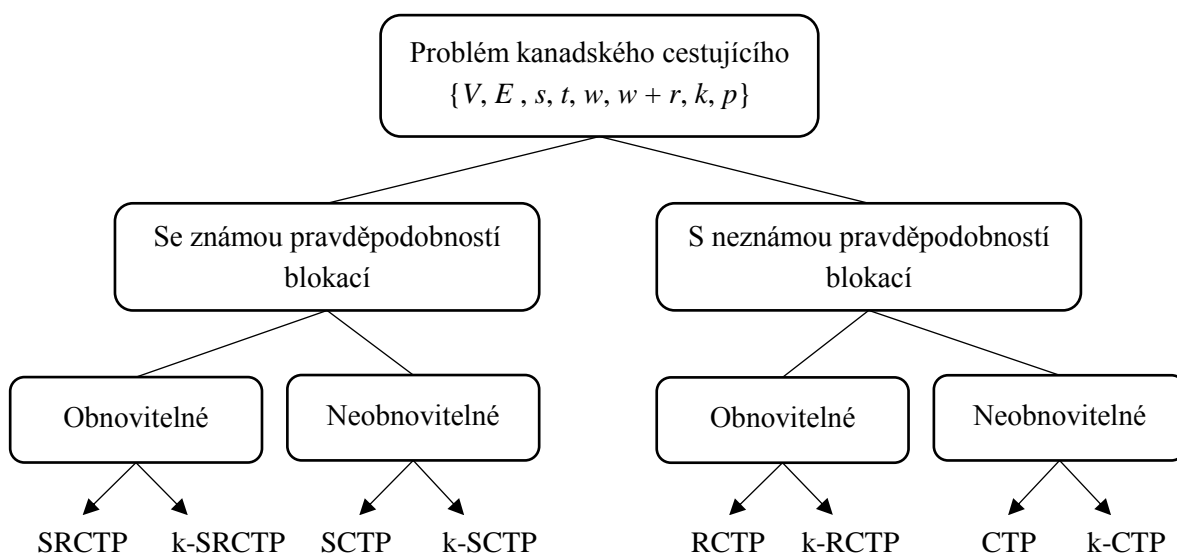 Problém kanadského cestujícího
{V, E , s, t, w, w + r, k, p}
Se známou pravděpodobností
blokací
S neznámou pravděpodobností
blokací
Obnovitelné
Neobnovitelné
Obnovitelné
Neobnovitelné
SRCTP
k-SRCTP
SCTP
k-SCTP
RCTP
k-RCTP
CTP
k-CTP